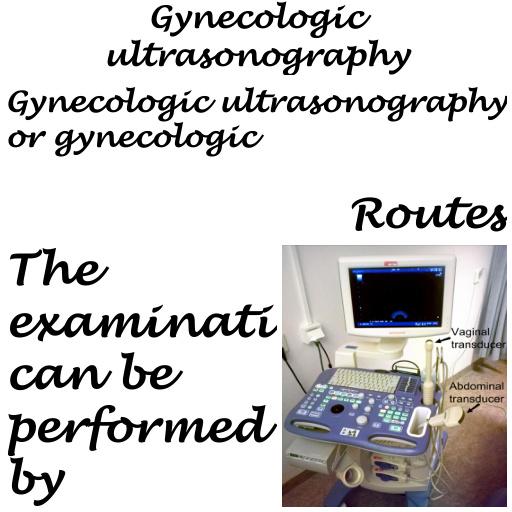 Gynecologic
ultrasonography
Gynecologic ultrasonography
or gynecologic
Routes
The
examinati
can be
performed
by
Vaginal
transducer
Abdominal
transducer